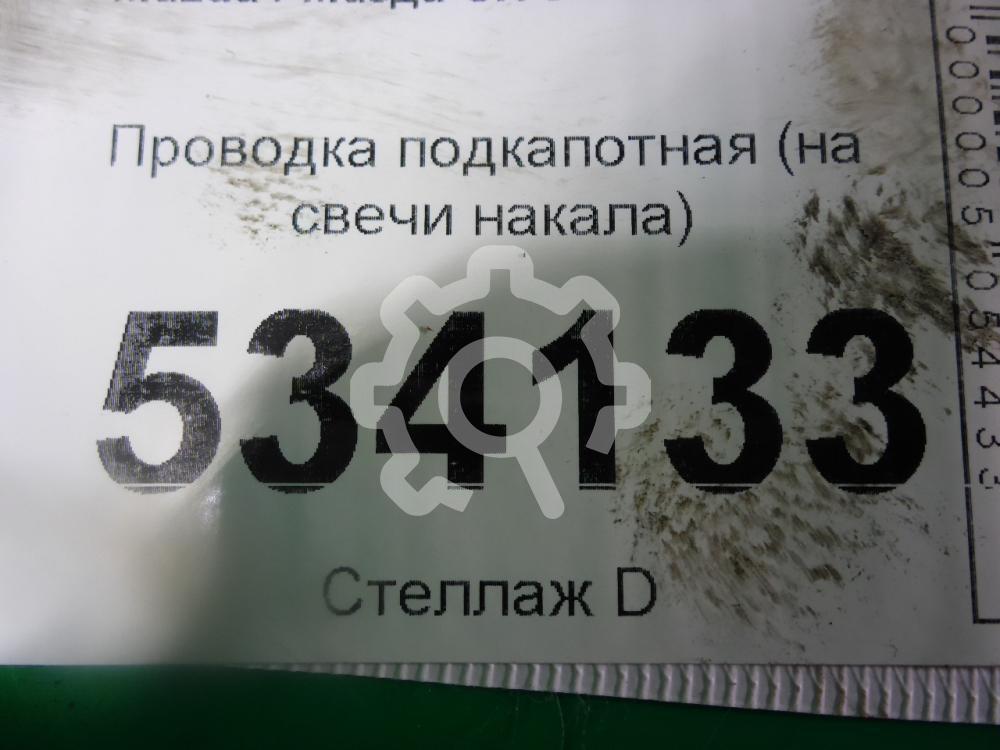 Проводка подкапотная (на
свечи накала)
534133
Стеллаж D